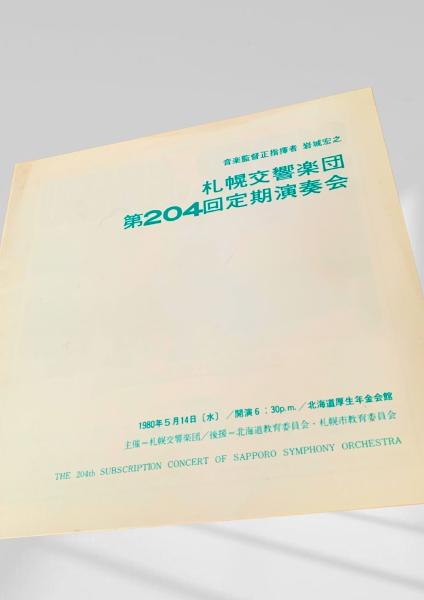 音楽監督正指揮者 岩城宏之
札幌交響楽団
第204回定期演奏会
1980年5月14日〔水〕/開演6:30p.m./北海道厚生年金会館
主催=札幌交響楽団/後援=北海道教育委員会・札幌市教育委員会
THE 204th SUBSCRIPTION CONCERT OF SAPPORO SYMPHONY ORCHESTRA